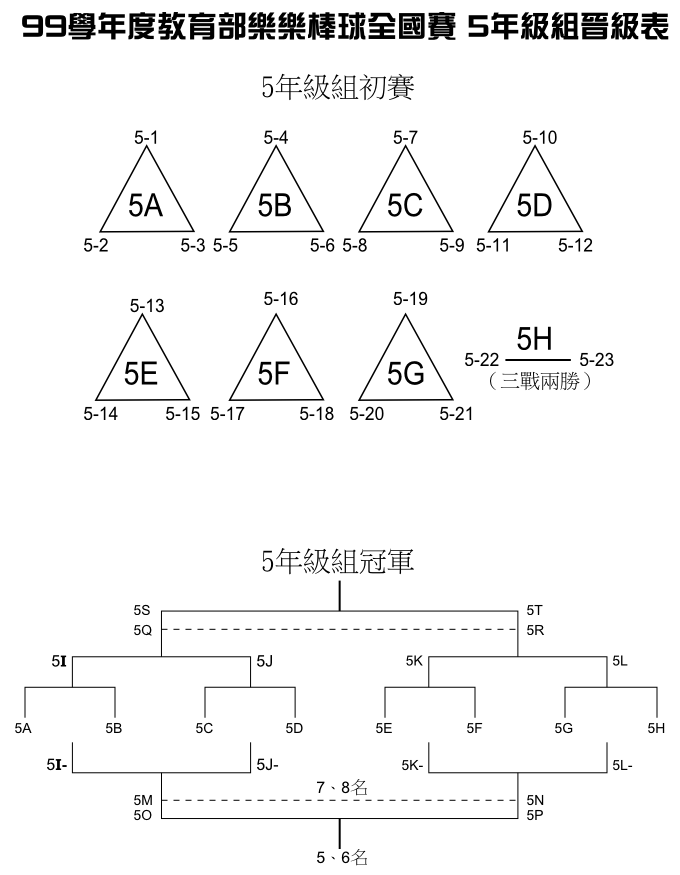 99學年度教育部樂樂棒球全國賽 5年級組晉級表
5年級組初賽
5-1 5-4 5-7 5-10
5A 5B 5C 5D
5-2 5-3 5-5 5-6 5-8 5-9 5-11 5-12
5-13 5-16 5-19
5H
5-22 5-23
5E 5F 5G (三戰兩勝)
5-14 5-15 5-17 5-18 5-20 5-21
5年級組冠軍
5S 5T
5Q 5R
5I 5J 5K 5L
5A 5B 5C 5D 5E 5F 5G 5H
5I- 5J- 5K- 5L-
7、8名
5M 5N
5O 5P
5、6名